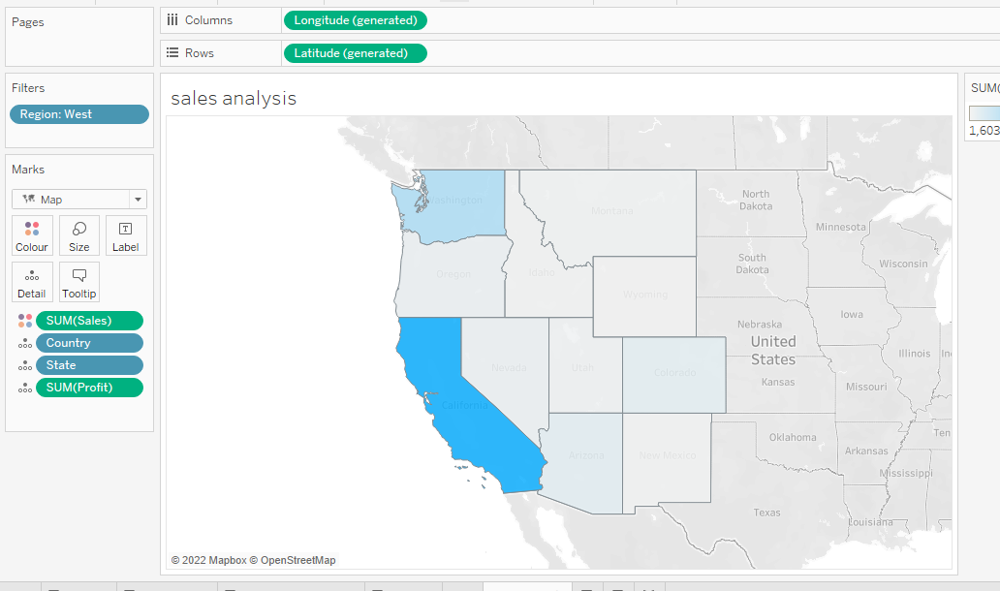 Pages
Columns
Longitude (generated)
Rows
Latitude (generated)
Filters
Region: West
Marks
Map
Colour
Size
Label
Detail
Tooltip
SUM(Sales)
Country
State
SUM(Profit)
sales analysis
Washington
Montana
Oregon
Idaho
Wyoming
Nevada
Utah
Colorado
California
Arizona
New Mexico
North
Dakota
Minnesota
South
Dakota
Wisconsin
Nebraska
Iowa
United
States
Illinois
In
Kansas
Missouri
Oklahoma
Arkansas
Ten
Mississippi
Texas
Louisiana
© 2022 Mapbox © OpenStreetMap
SUM(
1,603